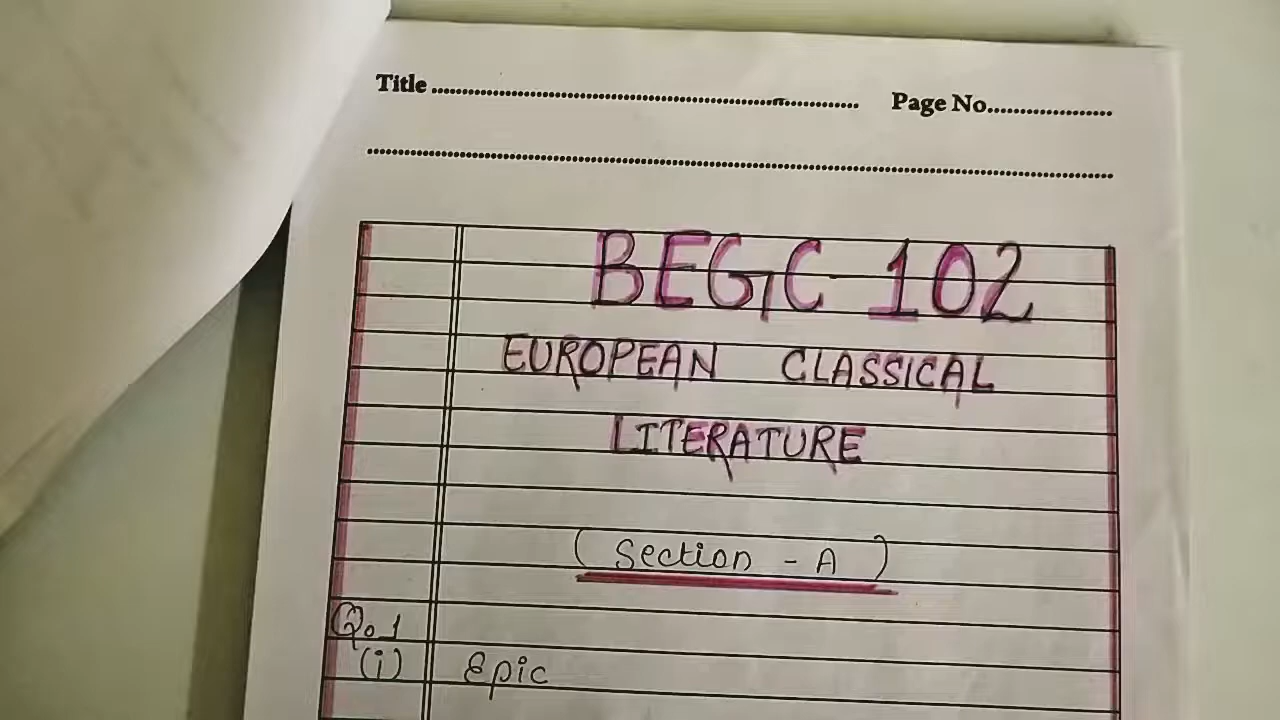 Title ........................ Page No................
BEGC 102
EUROPEAN CLASSICAL
LITERATURE
(Section - A)
Q.1
(i) Epic